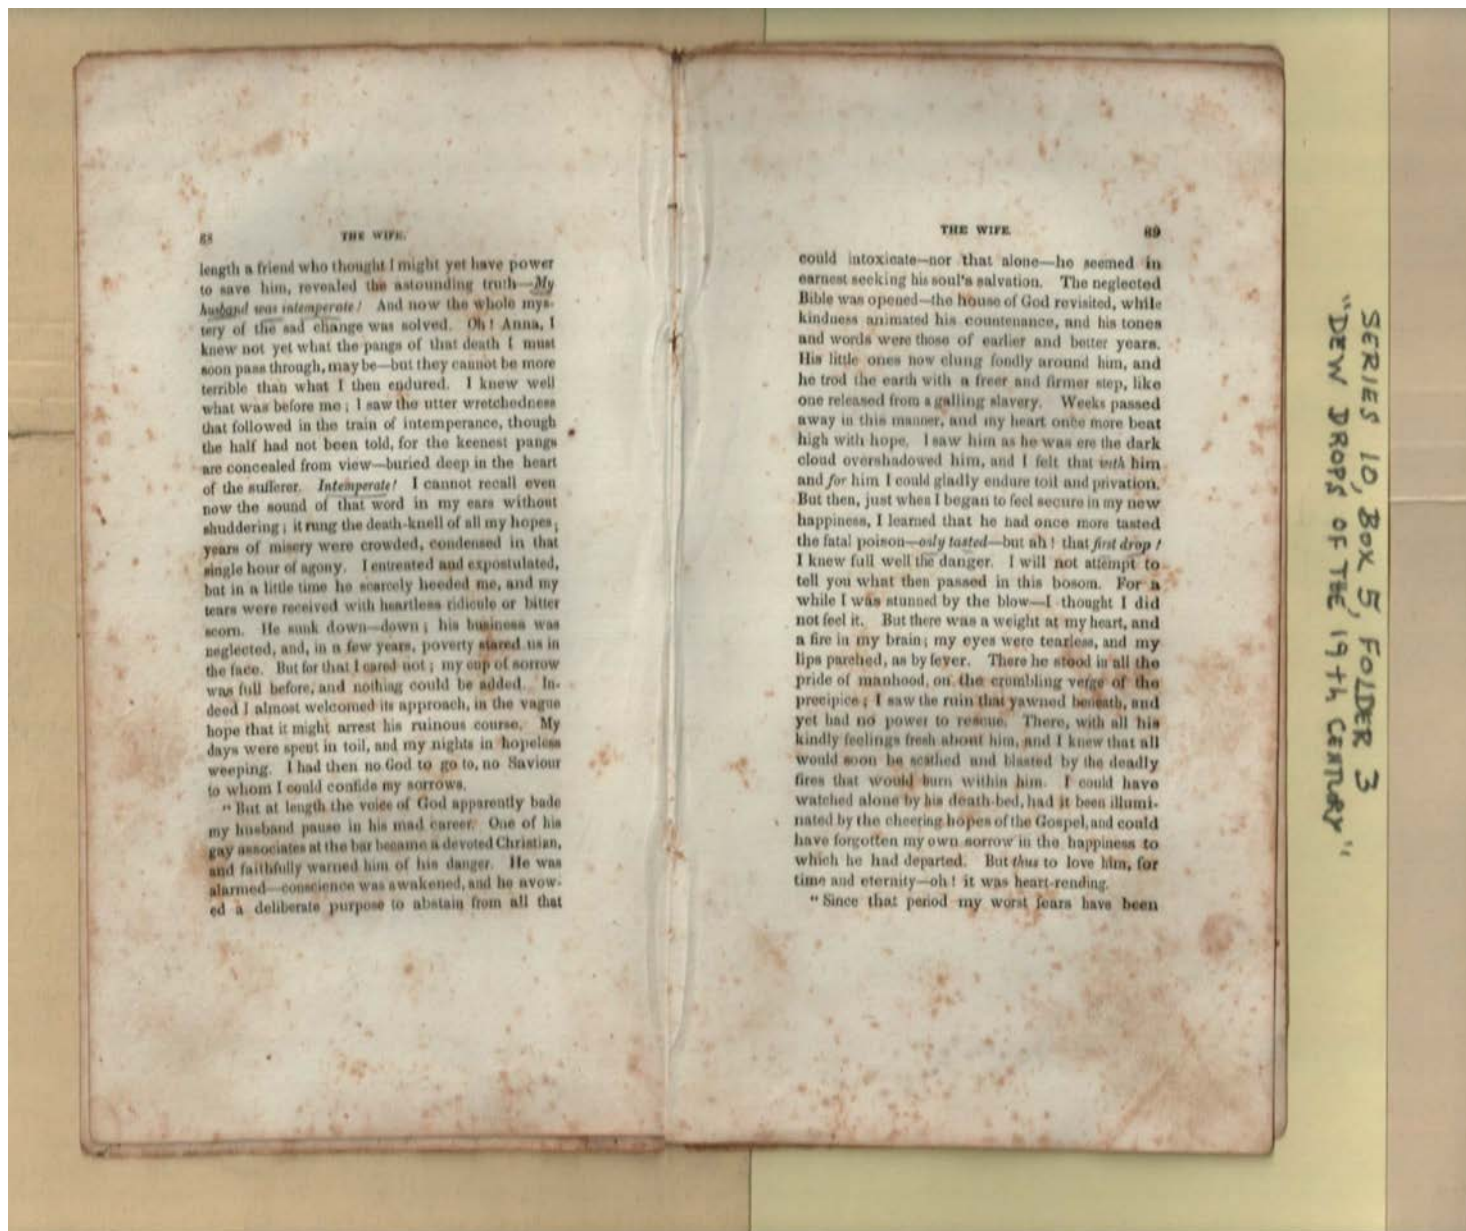 68 THE WIFE.
length a friend who thought I might yet have power
to save him, revealed the astounding truth—My
husband was intemperate! And now the whole mys-
tery of the sad change was solved. Oh! Anna, I
knew not yet what the pangs of that death I must
soon pass through, may be—but they cannot be more
terrible than what I then endured. I knew well
what was before me; I saw the utter wretchedness
that followed in the train of intemperance, though
the half had not been told, for the keenest pangs
are concealed from view—buried deep in the heart
of the sufferer. Intemperate! I cannot recall even
now the sound of that word in my ears without
shuddering; it rung the death-knell of all my hopes;
years of misery were crowded, condensed in that
single hour of agony. I entreated and expostulated,
but in a little time he scarcely heeded me, and my
tears were received with heartless ridicule or bitter
scorn. He sunk down—down; his business was
neglected, and, in a few years, poverty stared us in
the face. But for that I cared not; my cup of sorrow
was full before, and nothing could be added. In-
deed I almost welcomed its approach, in the vague
hope that it might arrest his ruinous course. My
days were spent in toil, and my nights in hopeless
weeping. I had then no God to go to, no Saviour
to whom I could confide my sorrows.
"But at length the voice of God apparently bade
my husband pause in his mad career. One of his
gay associates at the bar became a devoted Christian,
and faithfully warned him of his danger. He was
alarmed—conscience was awakened, and he avow-
ed a deliberate purpose to abstain from all that
THE WIFE 69
could intoxicate—nor that alone—he seemed in
earnest seeking his soul's salvation. The neglected
Bible was opened—the house of God revisited, while
kindness animated his countenance, and his tones
and words were those of earlier and better years.
His little ones now clung fondly around him, and
he trod the earth with a freer and firmer step, like
one released from a galling slavery. Weeks passed
away in this manner, and my heart once more beat
high with hope. I saw him as he was ere the dark
cloud overshadowed him, and I felt that with him
and for him I could gladly endure toil and privation.
But then, just when I began to feel secure in my new
happiness, I learned that he had once more tasted
the fatal poison—only tasted—but ah! that first drop!
I knew full well the danger. I will not attempt to
tell you what then passed in this bosom. For a
while I was stunned by the blow—I thought I did
not feel it. But there was a weight at my heart, and
a fire in my brain; my eyes were tearless, and my
lips parched, as by fever. There he stood in all the
pride of manhood, on the crumbling verge of the
precipice; I saw the ruin that yawned beneath, and
yet had no power to rescue. There, with all his
kindly feelings fresh about him, and I knew that all
would soon be scathed and blasted by the deadly
fires that would burn within him. I could have
watched alone by his death-bed, had it been illumi-
nated by the cheering hopes of the Gospel, and could
have forgotten my own sorrow in the happiness to
which he had departed. But thus to love him, for
time and eternity—oh! it was heart-rending.
"Since that period my worst fears have been
SERIES 10, BOX 5, FOLDER 3
"DEW DROPS OF THE 19th CENTURY"